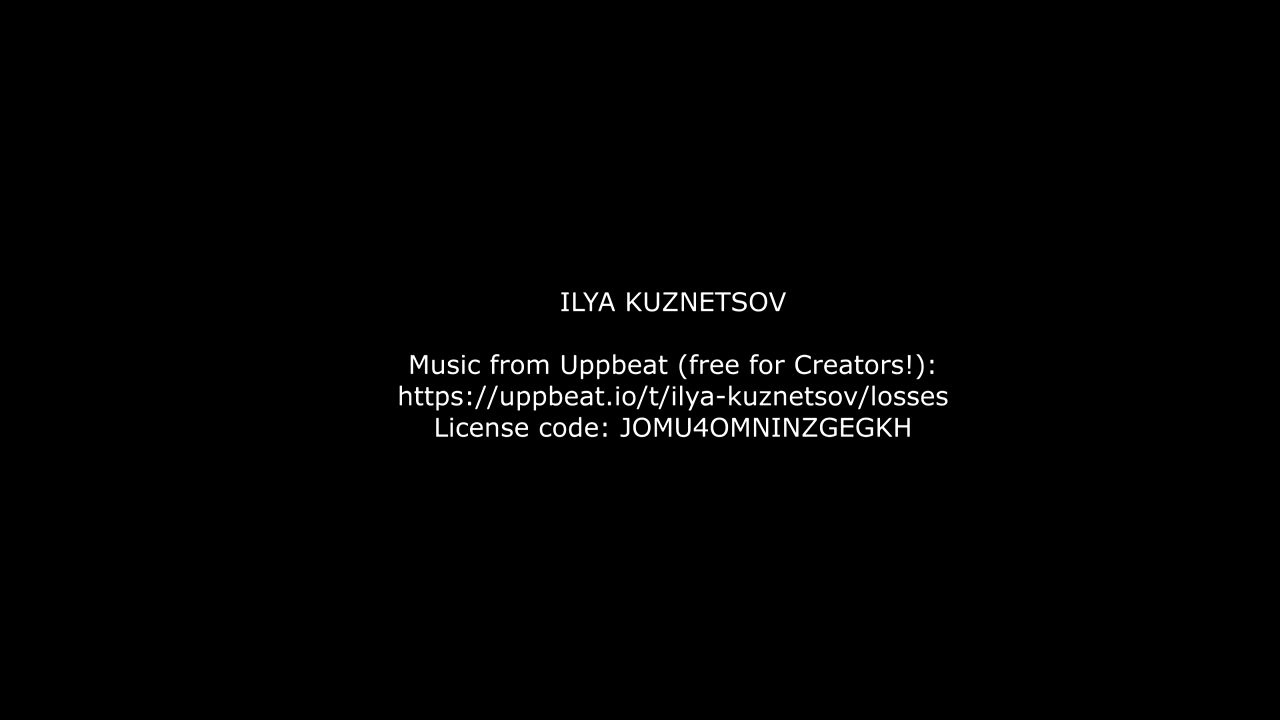 ILYA KUZNETSOV
Music from Uppbeat (free for Creators!):
https://uppbeat.io/t/ilya-kuznetsov/losses
License code: JOMU4OMNINZGEGKH